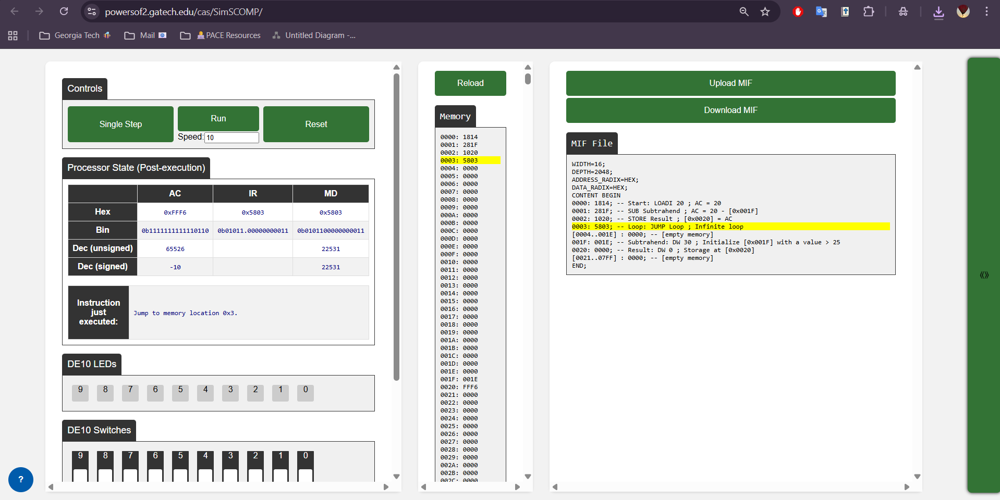 powersof2.gatech.edu/cas/SimSCOMP/
Georgia Tech
Mail
PACE Resources
Untitled Diagram -...
Controls
Single Step
Run
Speed: 10
Reset
Processor State (Post-execution)
AC IR MD
Hex 0xFFF6 0x5803 0x5803
Bin 0b1111111111110110 0b01011.00000000011 0b0101100000000011
Dec (unsigned) 65526 22531
Dec (signed) -10 22531
Instruction
just
executed:
Jump to memory location 0x3.
DE10 LEDs
9 8 7 6 5 4 3 2 1 0
DE10 Switches
9 8 7 6 5 4 3 2 1 0
?
Reload
Memory
0000: 1814
0001: 281F
0002: 1020
0003: 5803
0004: 0000
0005: 0000
0006: 0000
0007: 0000
0008: 0000
0009: 0000
000A: 0000
000B: 0000
000C: 0000
000D: 0000
000E: 0000
000F: 0000
0010: 0000
0011: 0000
0012: 0000
0013: 0000
0014: 0000
0015: 0000
0016: 0000
0017: 0000
0018: 0000
0019: 0000
001A: 0000
001B: 0000
001C: 0000
001D: 0000
001E: 0000
001F: 001E
0020: FFF6
0021: 0000
0022: 0000
0023: 0000
0024: 0000
0025: 0000
0026: 0000
0027: 0000
0028: 0000
0029: 0000
002A: 0000
002B: 0000
002C: 0000
Upload MIF
Download MIF
MIF File
WIDTH=16;
DEPTH=2048;
ADDRESS_RADIX=HEX;
DATA_RADIX=HEX;
CONTENT BEGIN
0000: 1814; -- Start: LOADI 20 ; AC = 20
0001: 281F; -- SUB Subtrahend ; AC = 20 - [0x001F]
0002: 1020; -- STORE Result ; [0x0020] = AC
0003: 5803; -- Loop: JUMP Loop ; Infinite loop
[0004..001E] : 0000; -- [empty memory]
001F: 001E; -- Subtrahend: DW 30 ; Initialize [0x001F] with a value > 25
0020: 0000; -- Result: DW 0 ; Storage at [0x0020]
[0021..07FF] : 0000; -- [empty memory]
END;